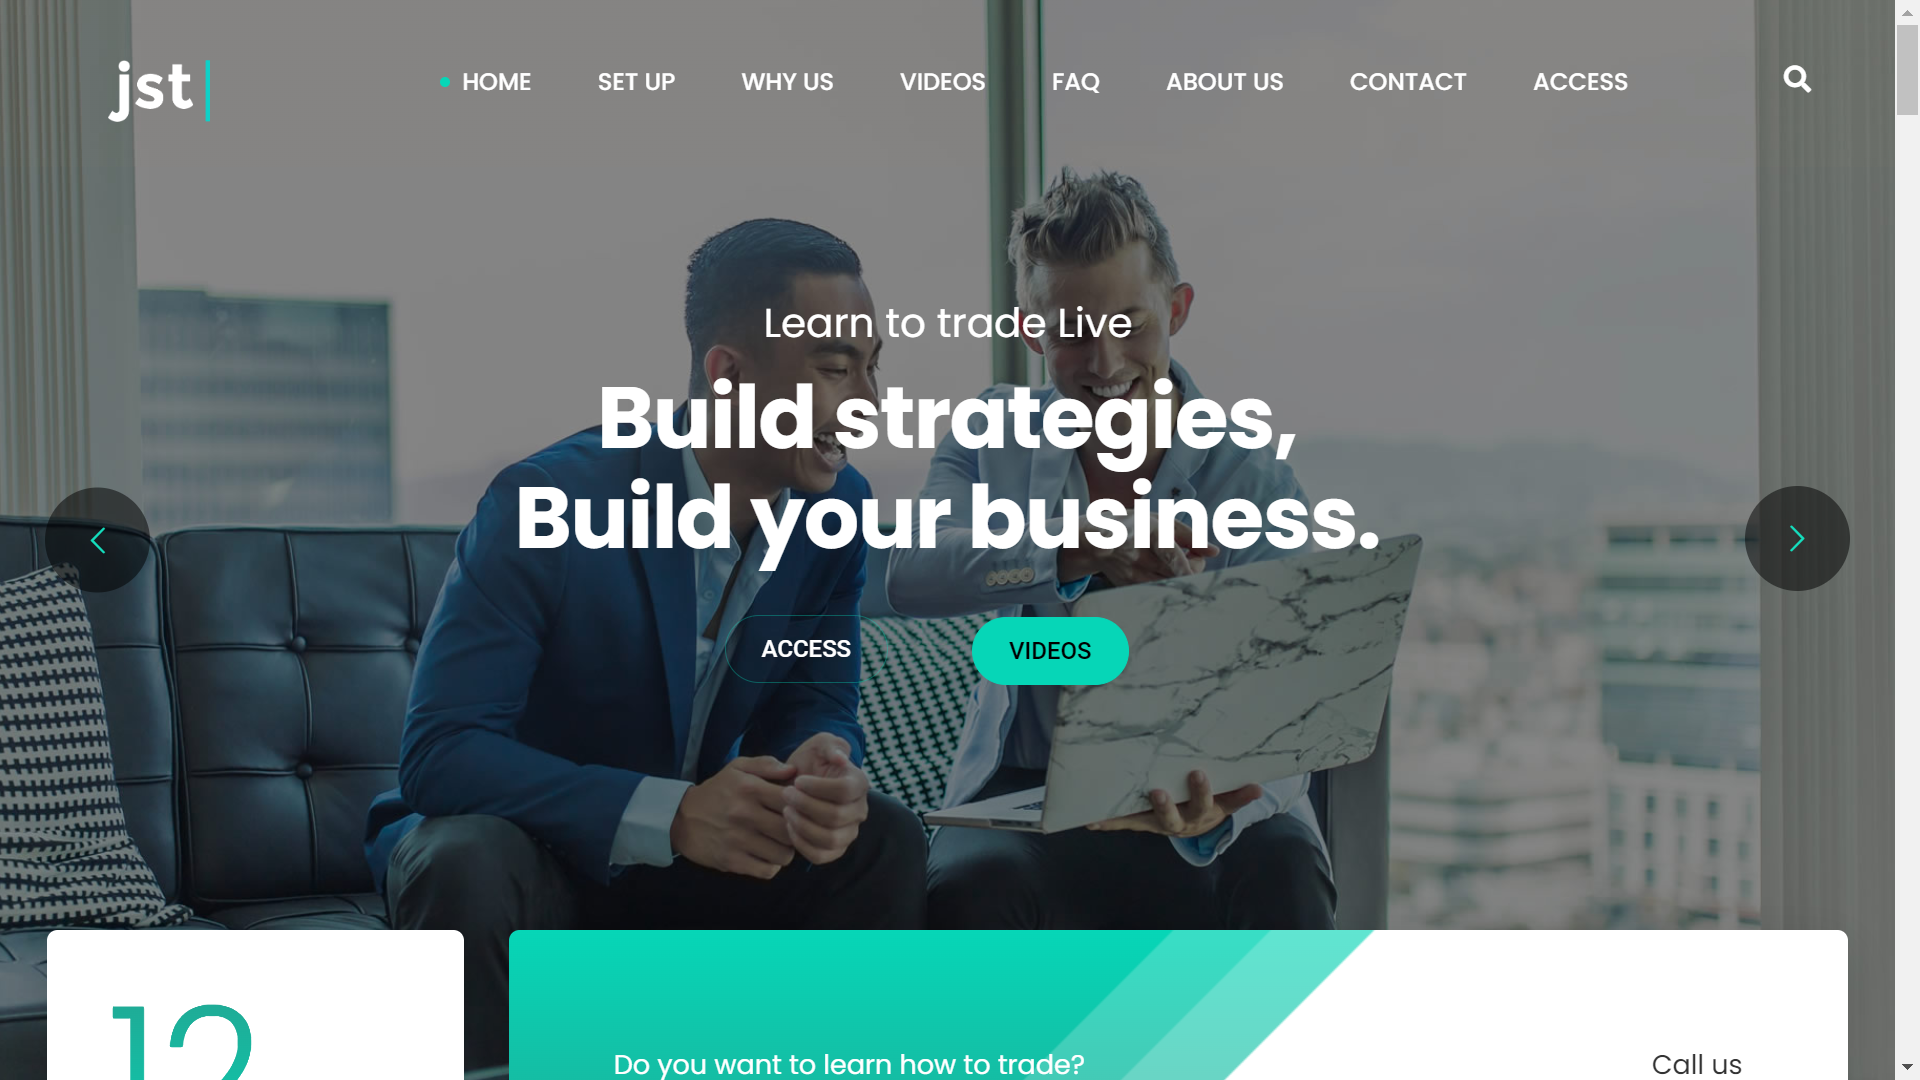 jst
HOME
SET UP
WHY US
VIDEOS
FAQ
ABOUT US
CONTACT
ACCESS
Learn to trade Live
Build strategies,
Build your business.
ACCESS
VIDEOS
12
Do you want to learn how to trade?
Call us